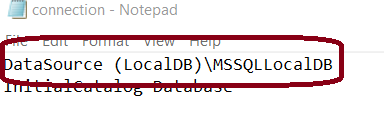 connection - Notepad
File Edit Format View Help
DataSource (LocalDB)\MSSQLLocalDB
InitialCatalog Database